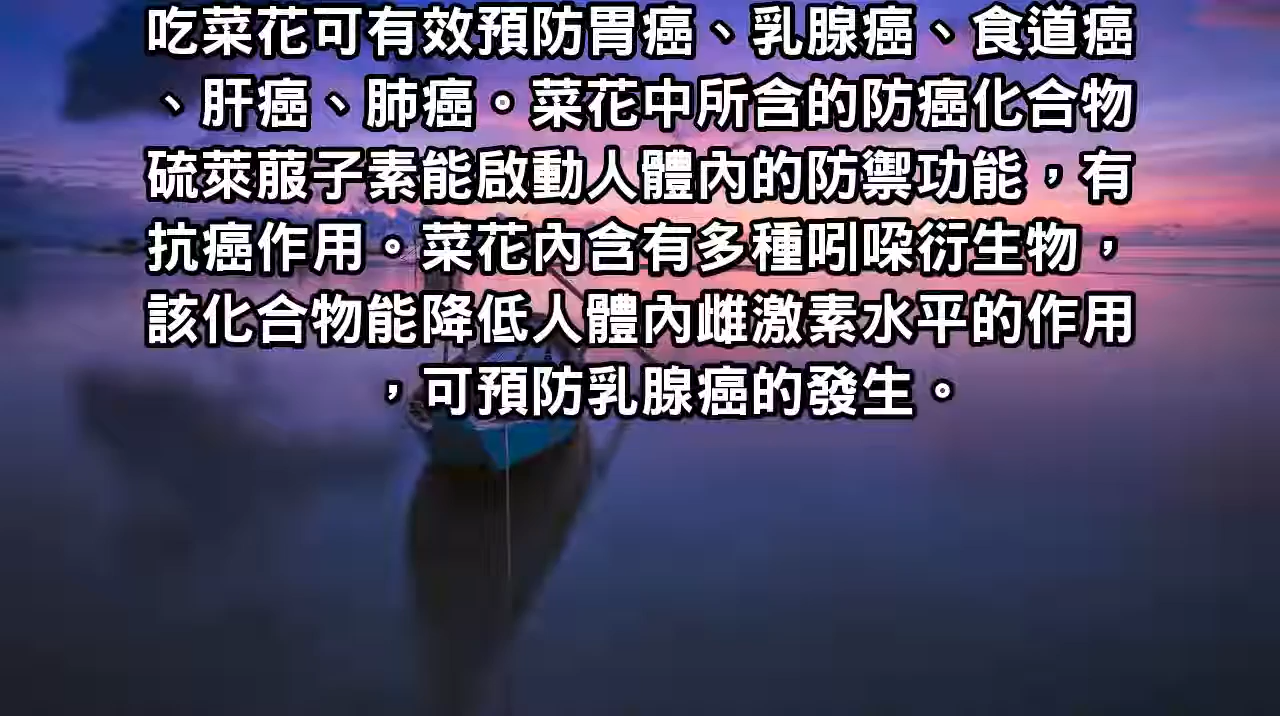 吃菜花可有效預防胃癌、乳腺癌、食道癌
、肝癌、肺癌。菜花中所含的防癌化合物
硫萊菔子素能啟動人體內的防禦功能，有
抗癌作用。菜花內含有多種吲哚衍生物，
該化合物能降低人體內雌激素水平的作用
，可預防乳腺癌的發生。